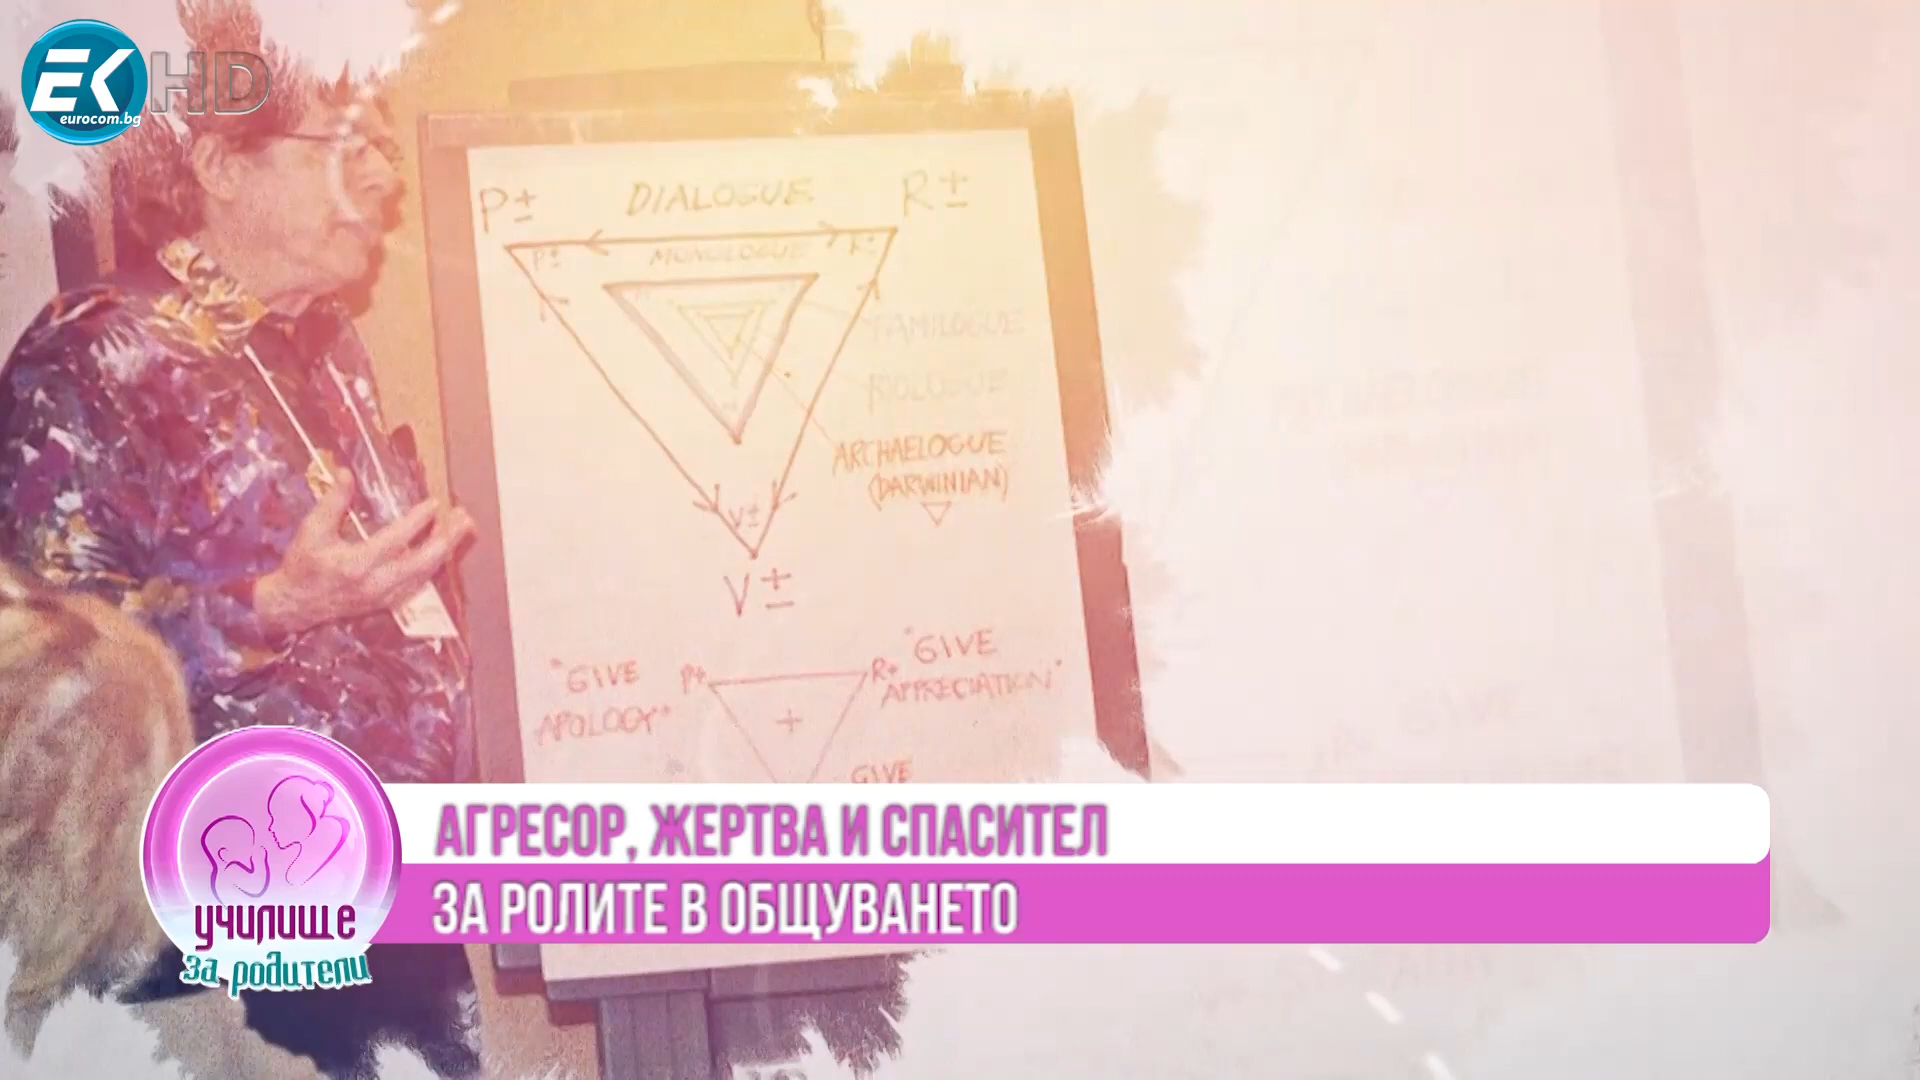 EK HD
eurocom.bg
P± DIALOGUE R±
P± MONOLOGUE R±
FAMILOGUE
ARCHAELOGUE
(DARWINIAN)
V±
V±
"GIVE
APOLOGY"
P+
R+
"GIVE
APPRECIATION"
+
GIVE
АГРЕСОР, ЖЕРТВА И СПАСИТЕЛ
ЗА РОЛИТЕ В ОБЩУВАНЕТО
училище
за родители